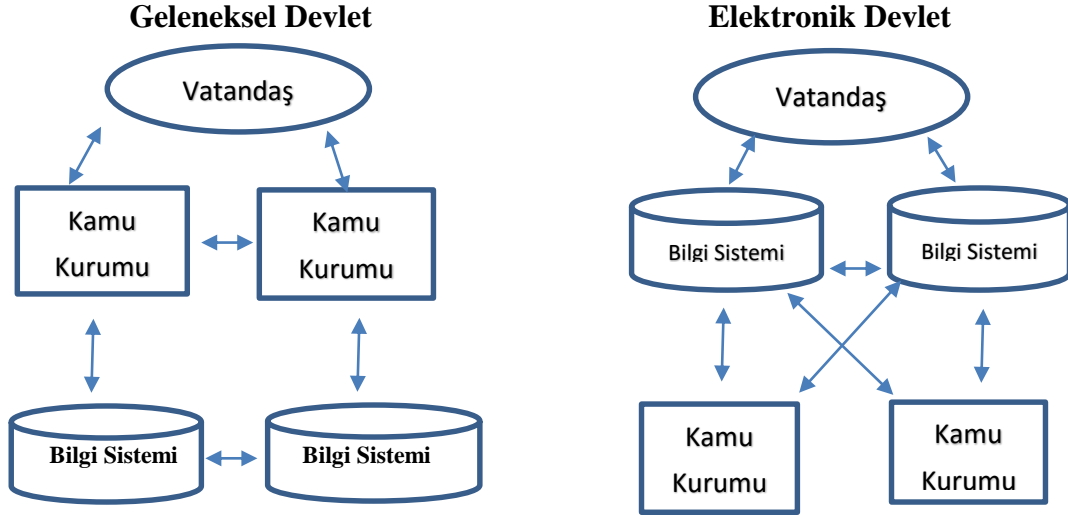 Geleneksel Devlet
Vatandaş
Kamu
Kurumu
Kamu
Kurumu
Bilgi Sistemi
Bilgi Sistemi
Elektronik Devlet
Vatandaş
Bilgi Sistemi
Bilgi Sistemi
Kamu
Kurumu
Kamu
Kurumu